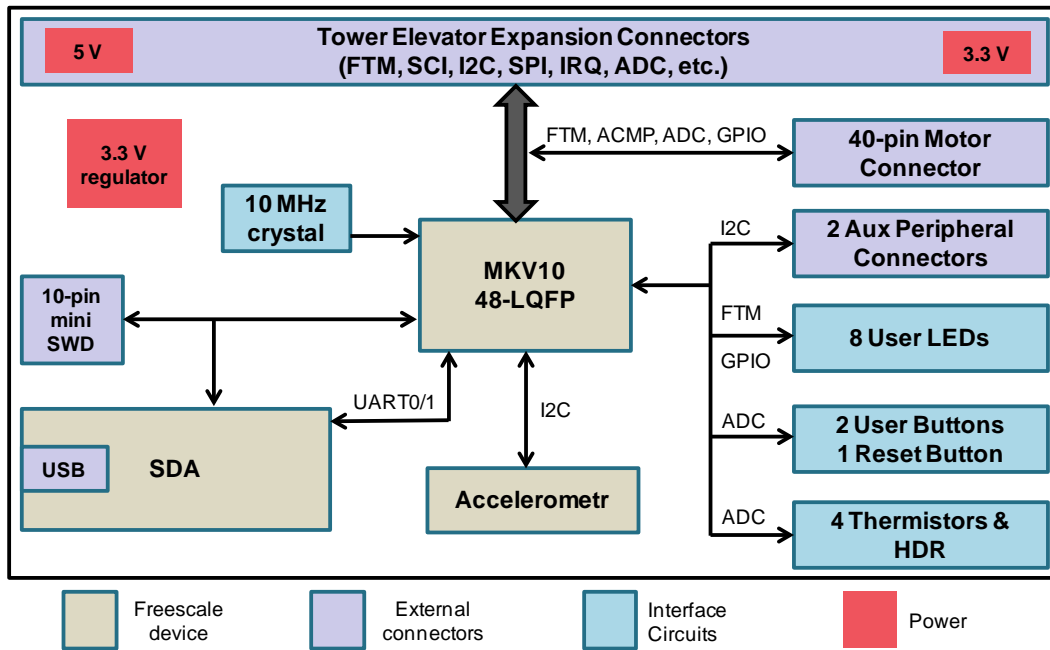 5 V
Tower Elevator Expansion Connectors
(FTM, SCI, I2C, SPI, IRQ, ADC, etc.)
3.3 V
3.3 V
regulator
FTM, ACMP, ADC, GPIO
40-pin Motor
Connector
10 MHz
crystal
MKV10
48-LQFP
I2C
2 Aux Peripheral
Connectors
10-pin
mini
SWD
FTM
GPIO
8 User LEDs
UART0/1
I2C
ADC
2 User Buttons
1 Reset Button
USB
SDA
Accelerometr
ADC
4 Thermistors &
HDR
Freescale
device
External
connectors
Interface
Circuits
Power